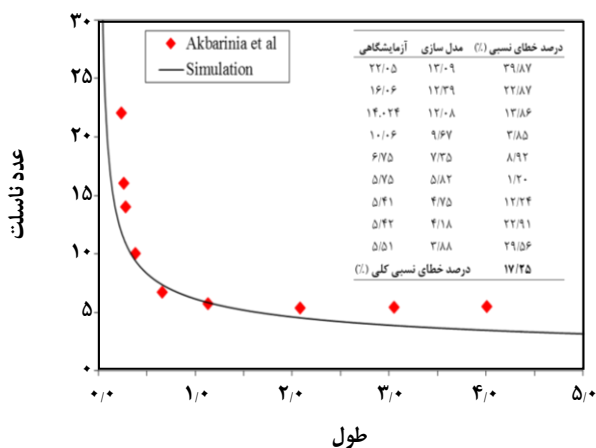 ۳۰
۲۵
۲۰
۱۵
۱۰
۵
۰
عدد ناسلت
Akbarinia et al
Simulation
آزمایشگاهی مدل سازی درصد خطای نسبی (%)
۲۲/۰۵ ۱۳/۰۹ ۳۹/۸۷
۱۶/۰۶ ۱۲/۳۹ ۲۲/۸۷
۱۴.۰۲۴ ۱۲/۰۸ ۱۳/۸۶
۱۰/۰۶ ۹/۶۷ ۳/۸۵
۶/۷۵ ۷/۳۵ ۸/۹۲
۵/۷۵ ۵/۸۲ ۱/۲۰
۵/۴۱ ۴/۷۵ ۱۲/۲۴
۵/۴۲ ۴/۱۸ ۲۲/۹۱
۵/۵۱ ۳/۸۸ ۲۹/۵۶
درصد خطای نسبی کلی (%) ۱۷/۲۵
۰/۰ ۱/۰ ۲/۰ ۳/۰ ۴/۰ ۵/۰
طول